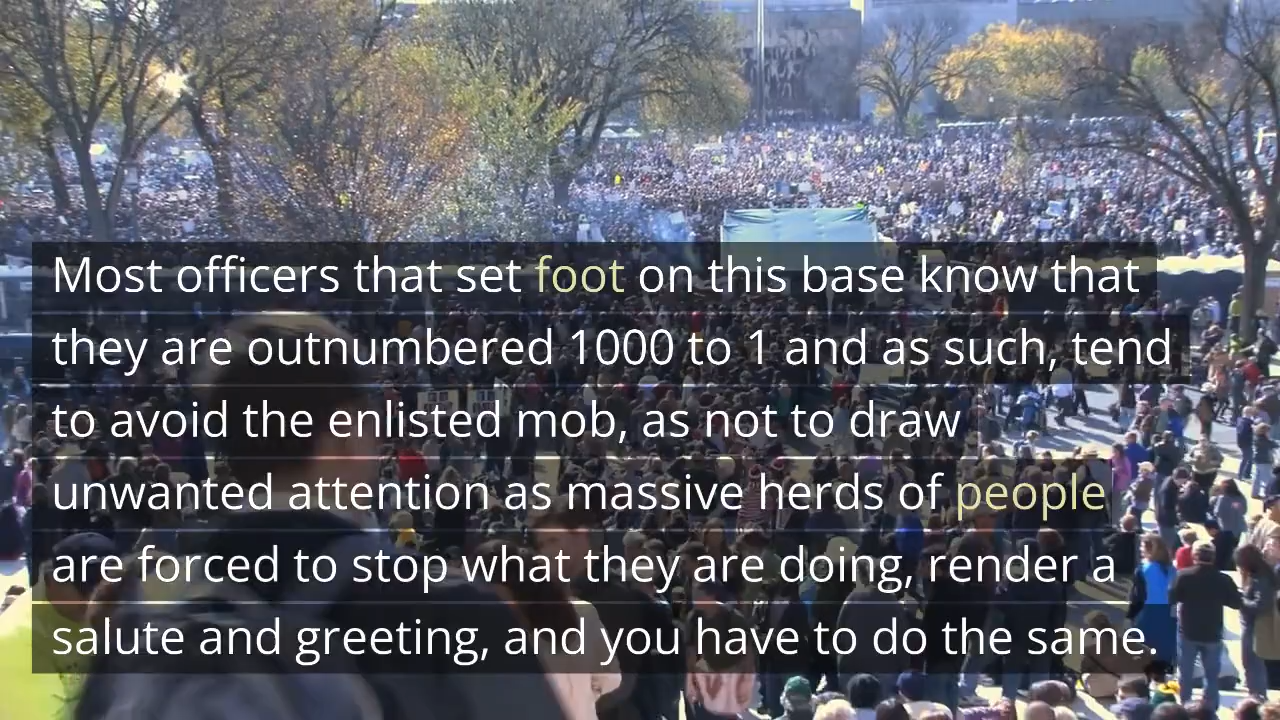 Most officers that set foot on this base know that
they are outnumbered 1000 to 1 and as such, tend
to avoid the enlisted mob, as not to draw
unwanted attention as massive herds of people
are forced to stop what they are doing, render a
salute and greeting, and you have to do the same.